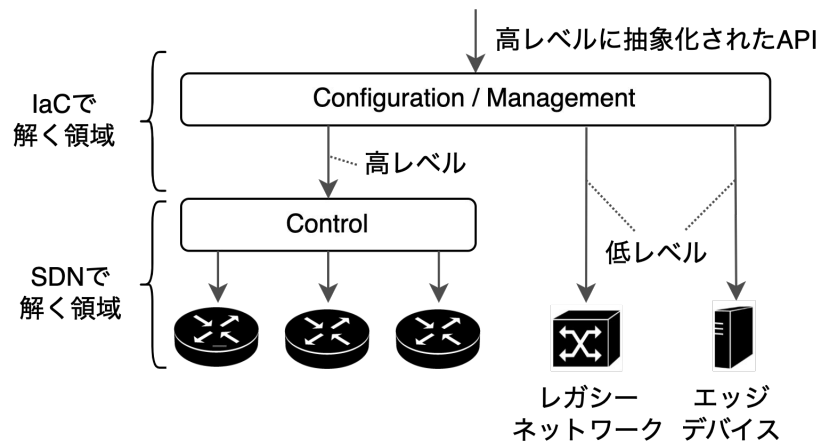 高レベルに抽象化されたAPI
IaCで
解く領域
Configuration / Management
高レベル
Control
低レベル
SDNで
解く領域
レガシー
ネットワーク
エッジ
デバイス